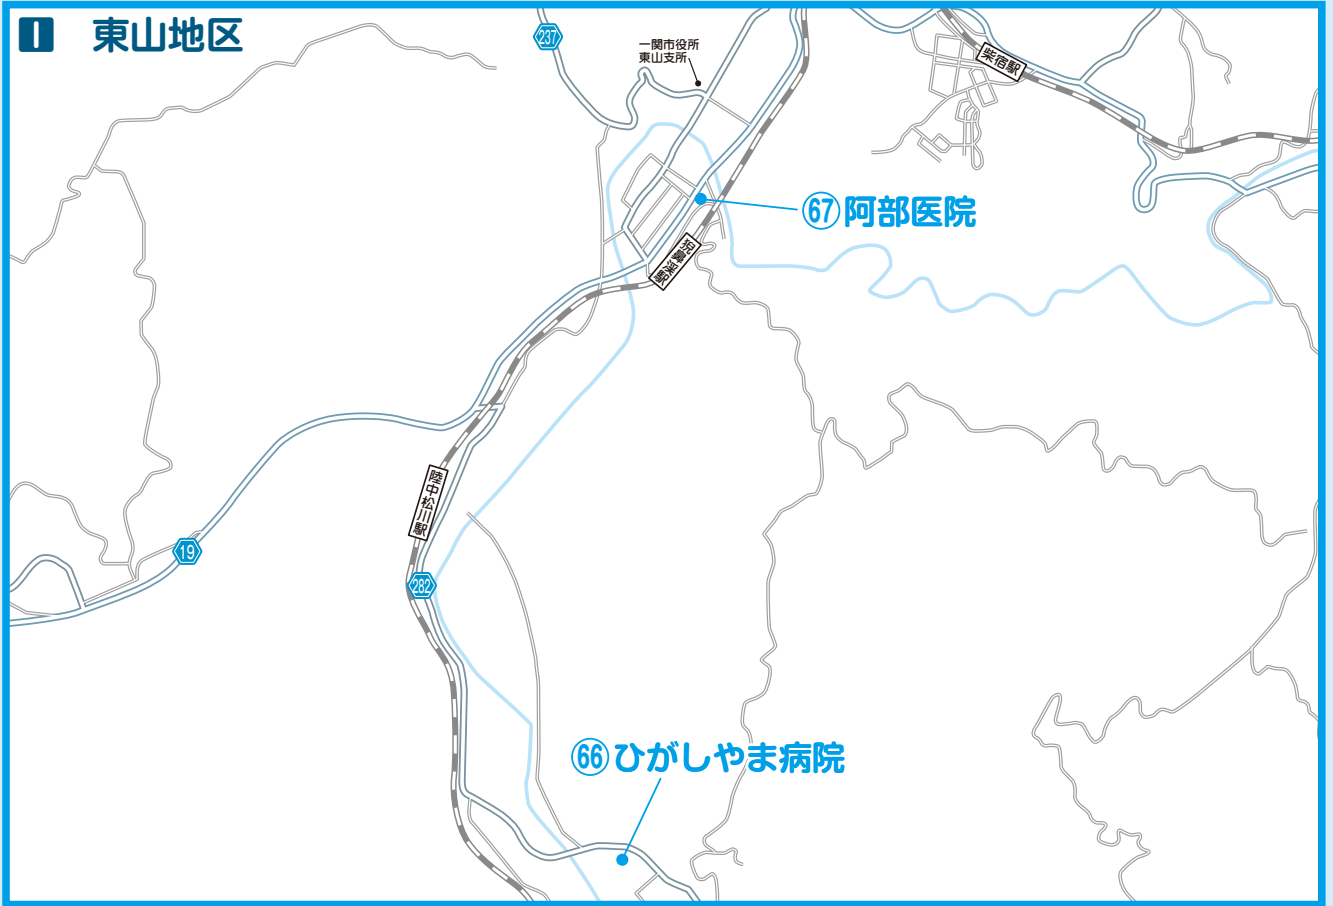 I 東山地区
237
一関市役所
東山支所
柴宿駅
67 阿部医院
猊鼻渓駅
陸中松川駅
19
282
66 ひがしやま病院